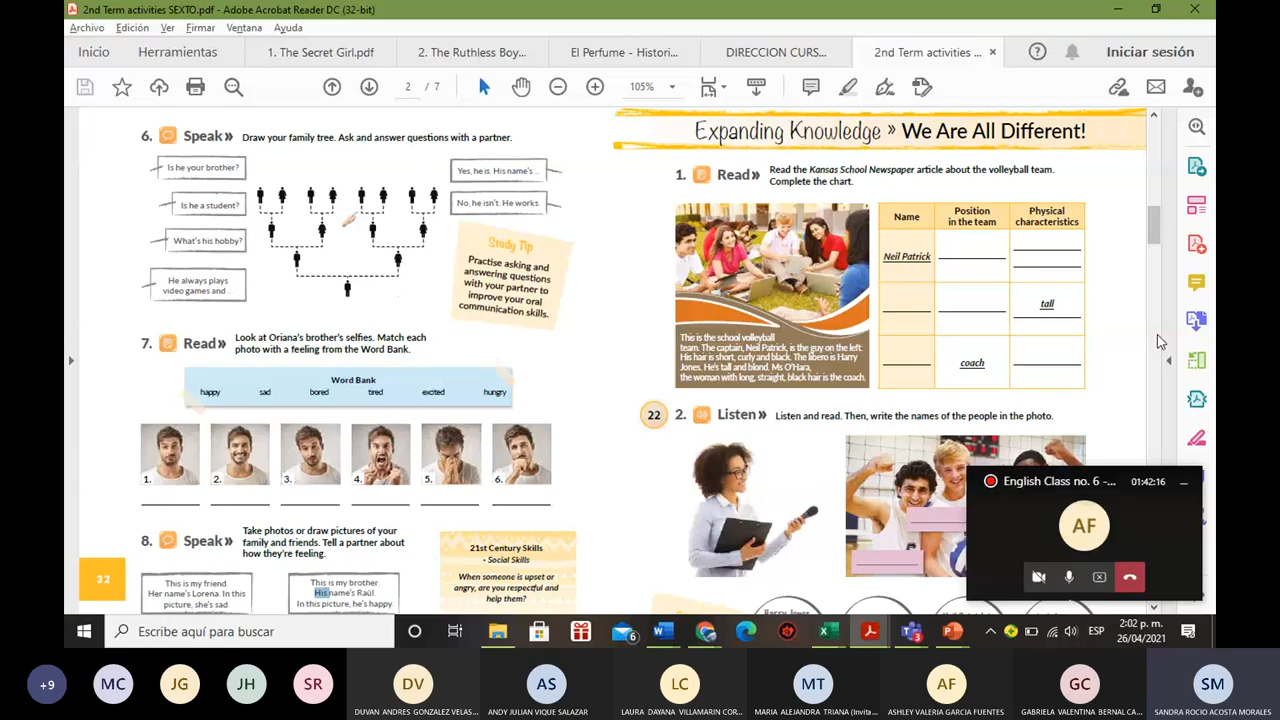 2nd Term activities SEXTO.pdf - Adobe Acrobat Reader DC (32-bit)
Archivo Edición Ver Firmar Ventana Ayuda
Inicio Herramientas 1. The Secret Girl.pdf 2. The Ruthless Boy... El Perfume - Histori... DIRECCION CURS... 2nd Term activities ... × Iniciar sesión
2 / 7 105%
6. Speak» Draw your family tree. Ask and answer questions with a partner.
Is he your brother?
Is he a student?
What's his hobby?
He always plays
video games and
Yes, he is. His name's ...
No, he isn't. He works
Study Tip
Practise asking and
answering questions
with your partner to
improve your oral
communication skills.
7. Read» Look at Oriana's brother's selfies. Match each
photo with a feeling from the Word Bank.
Word Bank
happy sad bored tired excited hungry
1. 2. 3. 4. 5. 6.
8. Speak» Take photos or draw pictures of your
family and friends. Tell a partner about
how they're feeling.
This is my friend.
Her name's Lorena. In this
picture, she's sad.
This is my brother.
His name's Raúl.
In this picture, he's happy.
21st Century Skills
• Social Skills
When someone is upset or
angry, are you respectful and
help them?
32
Expanding Knowledge » We Are All Different!
1. Read» Read the Kansas School Newspaper article about the volleyball team.
Complete the chart.
This is the school volleyball
team. The captain, Neil Patrick, is the guy on the left.
His hair is short, curly and black. The libero is Harry
Jones. He's tall and blond. Ms O'Hara,
the woman with long, straight, black hair is the coach.
Name Position in the team Physical characteristics
Neil Patrick
tall
coach
22 2. Listen» Listen and read. Then, write the names of the people in the photo.
Harry Jones
English Class no. 6 -... 01:42:16
AF
Escribe aquí para buscar
6
3
ESP
2:02 p. m.
26/04/2021
+9 MC JG JH SR DV AS LC MT AF GC SM
DUVAN ANDRES GONZALEZ VELAS... ANDY JULIAN VIQUE SALAZAR LAURA DAYANA VILLAMARIN COR... MARIA ALEJANDRA TRIANA (Invita... ASHLEY VALERIA GARCIA FUENTES GABRIELA VALENTINA BERNAL CA... SANDRA ROCIO ACOSTA MORALES